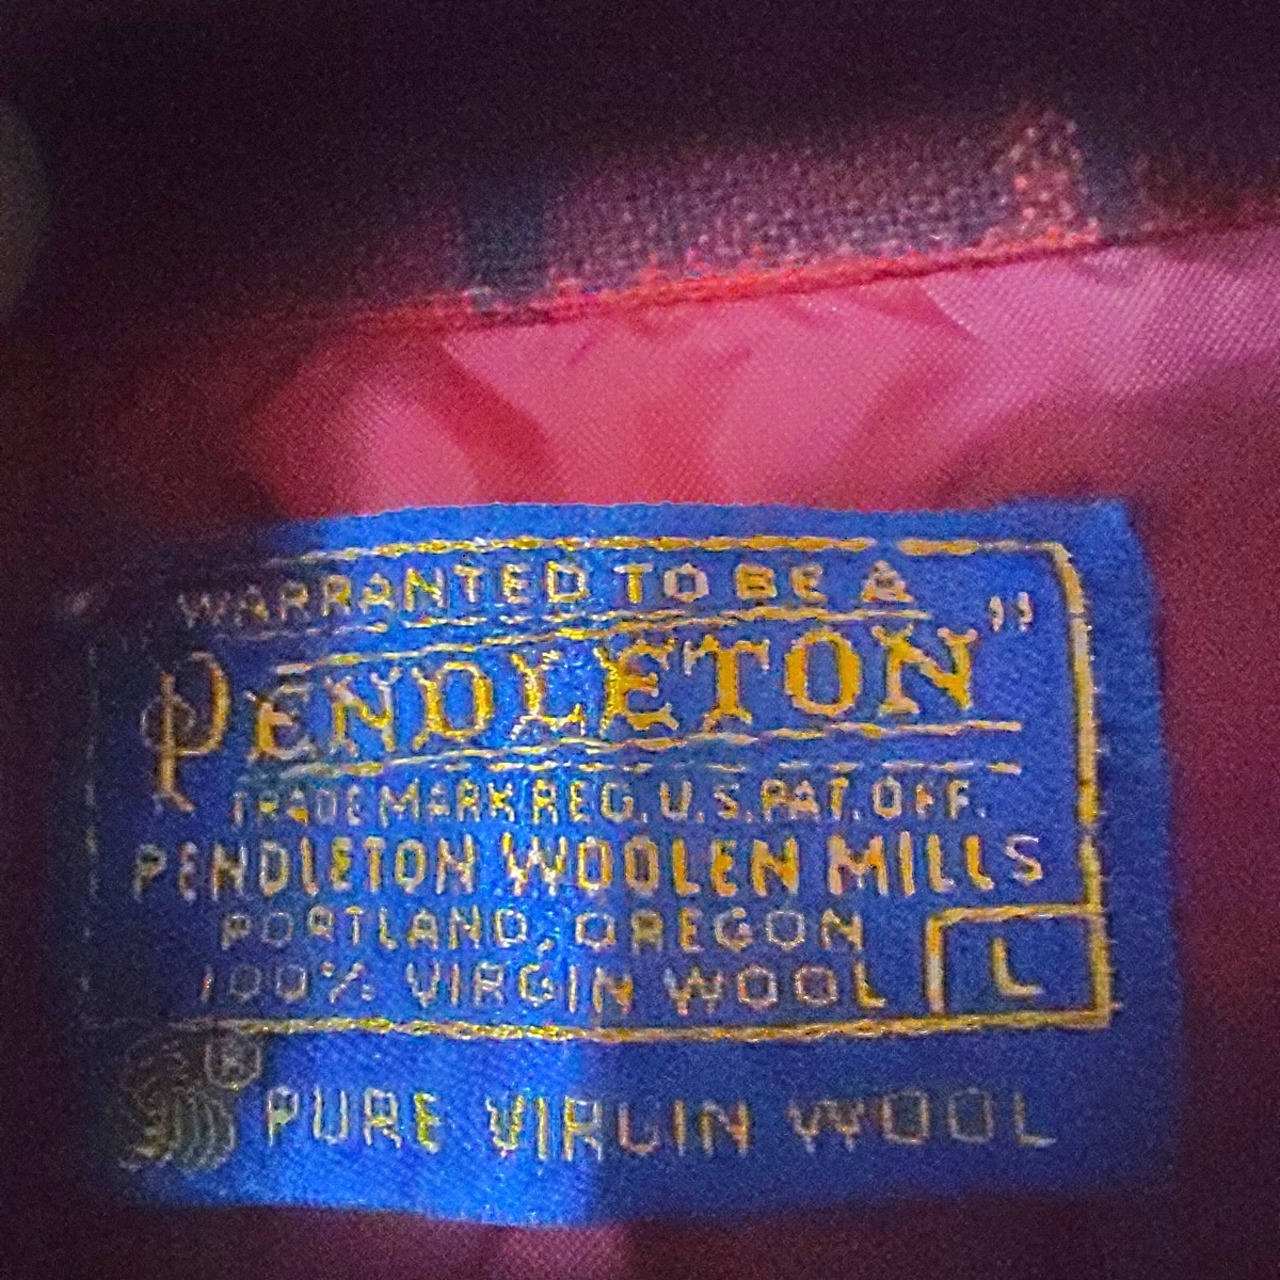 WARRANTED TO BE A
"PENDLETON"
TRADE MARK REG. U.S. PAT. OFF.
PENDLETON WOOLEN MILLS
PORTLAND, OREGON
100% VIRGIN WOOL L
® PURE VIRGIN WOOL